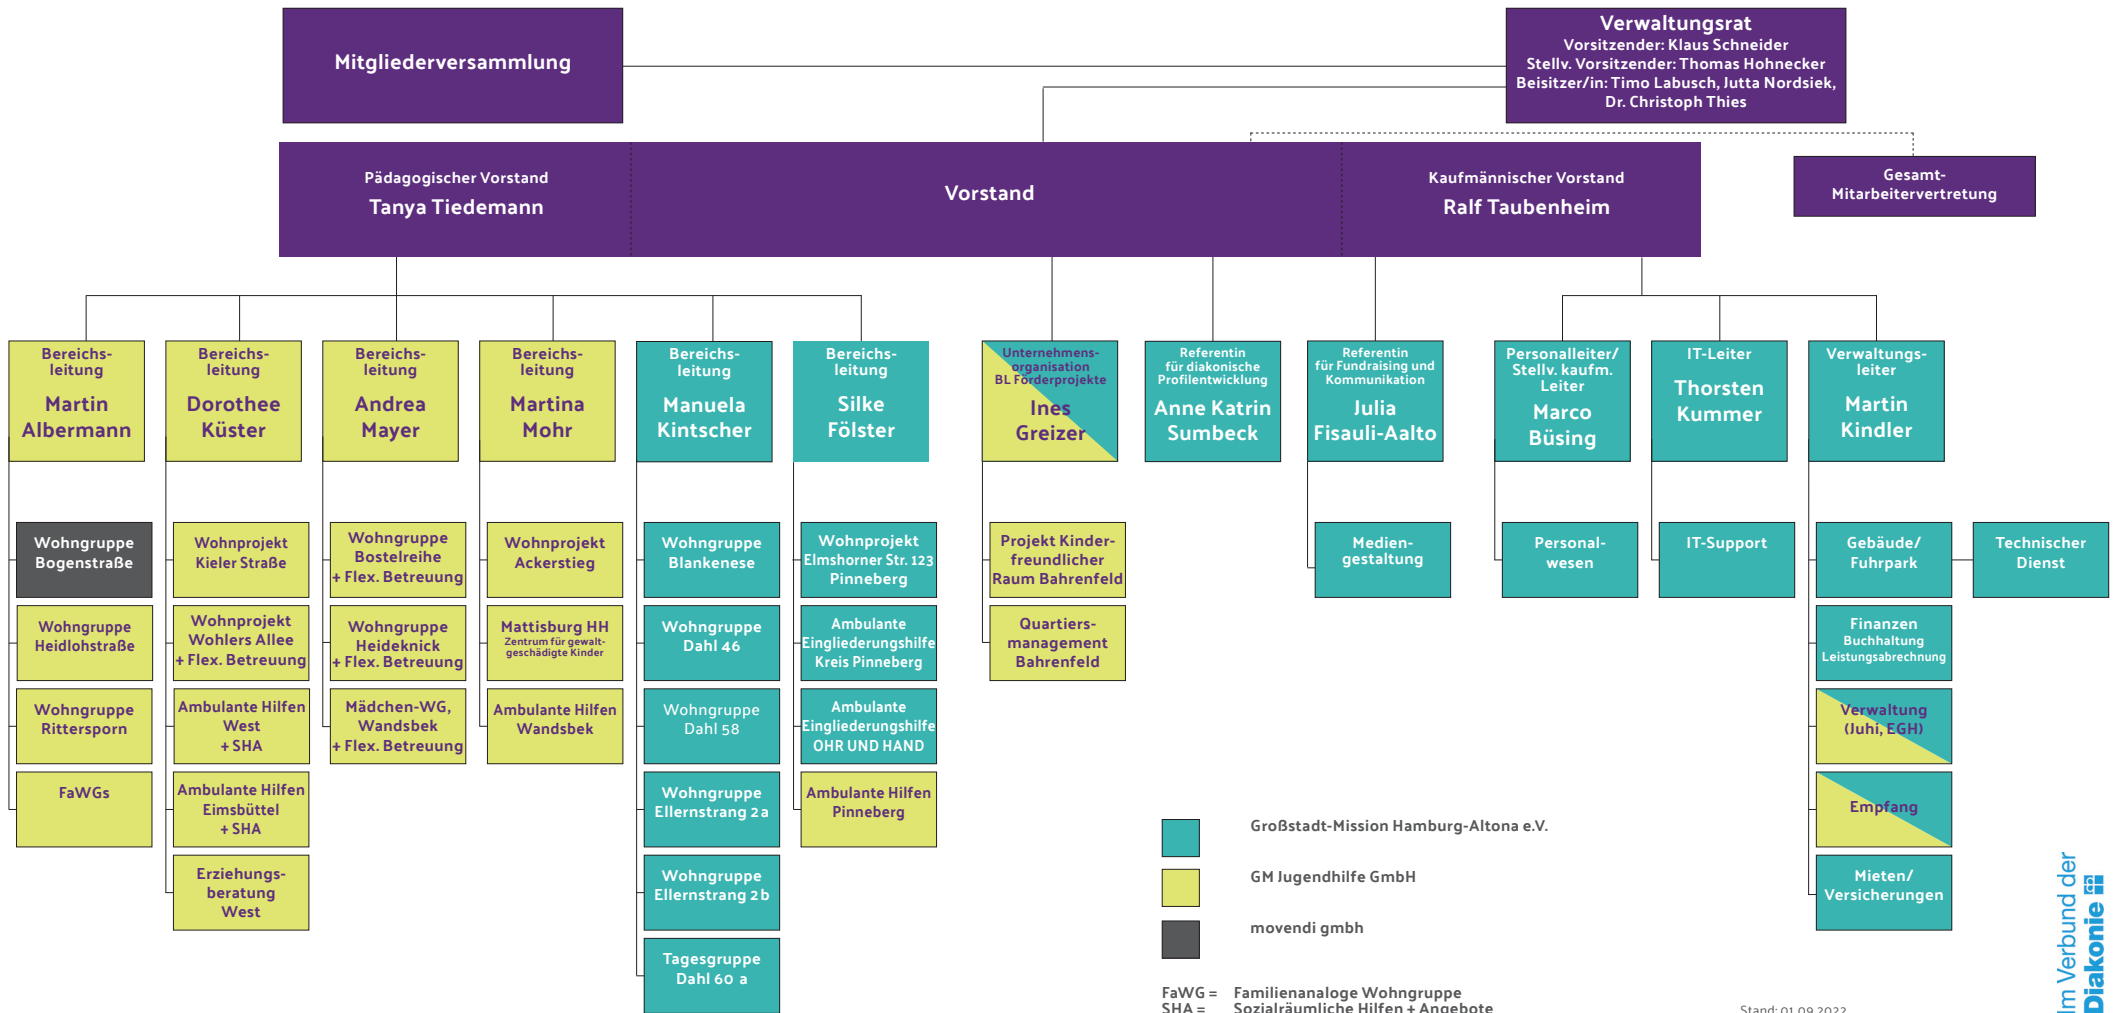 Mitgliederversammlung
Verwaltungsrat
Vorsitzender: Klaus Schneider
Stellv. Vorsitzender: Thomas Hohnecker
Beisitzer/in: Timo Labusch, Jutta Nordsiek,
Dr. Christoph Thies
Pädagogischer Vorstand
Tanya Tiedemann
Vorstand
Kaufmännischer Vorstand
Ralf Taubenheim
Gesamt-
Mitarbeitervertretung
Bereichs-
leitung
Martin
Albermann
Bereichs-
leitung
Dorothee
Küster
Bereichs-
leitung
Andrea
Mayer
Bereichs-
leitung
Martina
Mohr
Bereichs-
leitung
Manuela
Kintscher
Bereichs-
leitung
Silke
Fölster
Unternehmens-
organisation
BL Förderprojekte
Ines
Greizer
Referentin
für diakonische
Profilentwicklung
Anne Katrin
Sumbeck
Referentin
für Fundraising und
Kommunikation
Julia
Fisauli-Aalto
Personalleiter/
Stellv. kaufm.
Leiter
Marco
Büsing
IT-Leiter
Thorsten
Kummer
Verwaltungs-
leiter
Martin
Kindler
Wohngruppe
Bogenstraße
Wohngruppe
Heidlohstraße
Wohngruppe
Rittersporn
FaWGs
Wohnprojekt
Kieler Straße
Wohnprojekt
Wohlers Allee
+ Flex. Betreuung
Ambulante Hilfen
West
+ SHA
Ambulante Hilfen
Eimsbüttel
+ SHA
Erziehungs-
beratung
West
Wohngruppe
Bostelreihe
+ Flex. Betreuung
Wohngruppe
Heideknick
+ Flex. Betreuung
Mädchen-WG,
Wandsbek
+ Flex. Betreuung
Wohnprojekt
Ackerstieg
Mattisburg HH
Zentrum für gewalt-
geschädigte Kinder
Ambulante Hilfen
Wandsbek
Wohngruppe
Blankenese
Wohngruppe
Dahl 46
Wohngruppe
Dahl 58
Wohngruppe
Ellernstrang 2a
Wohngruppe
Ellernstrang 2b
Tagesgruppe
Dahl 60 a
Wohnprojekt
Elmshorner Str. 123
Pinneberg
Ambulante
Eingliederungshilfe
Kreis Pinneberg
Ambulante
Eingliederungshilfe
OHR UND HAND
Ambulante Hilfen
Pinneberg
Projekt Kinder-
freundlicher
Raum Bahrenfeld
Quartiers-
management
Bahrenfeld
Medien-
gestaltung
Personal-
wesen
IT-Support
Gebäude/
Fuhrpark
Technischer
Dienst
Finanzen
Buchhaltung
Leistungsabrechnung
Verwaltung
(Juhi, EGH)
Empfang
Mieten/
Versicherungen
Großstadt-Mission Hamburg-Altona e.V.
GM Jugendhilfe GmbH
movendi gmbh
FaWG = Familienanaloge Wohngruppe
SHA = Sozialräumliche Hilfen + Angebote
Stand: 01.09.2022
Im Verbund der
Diakonie